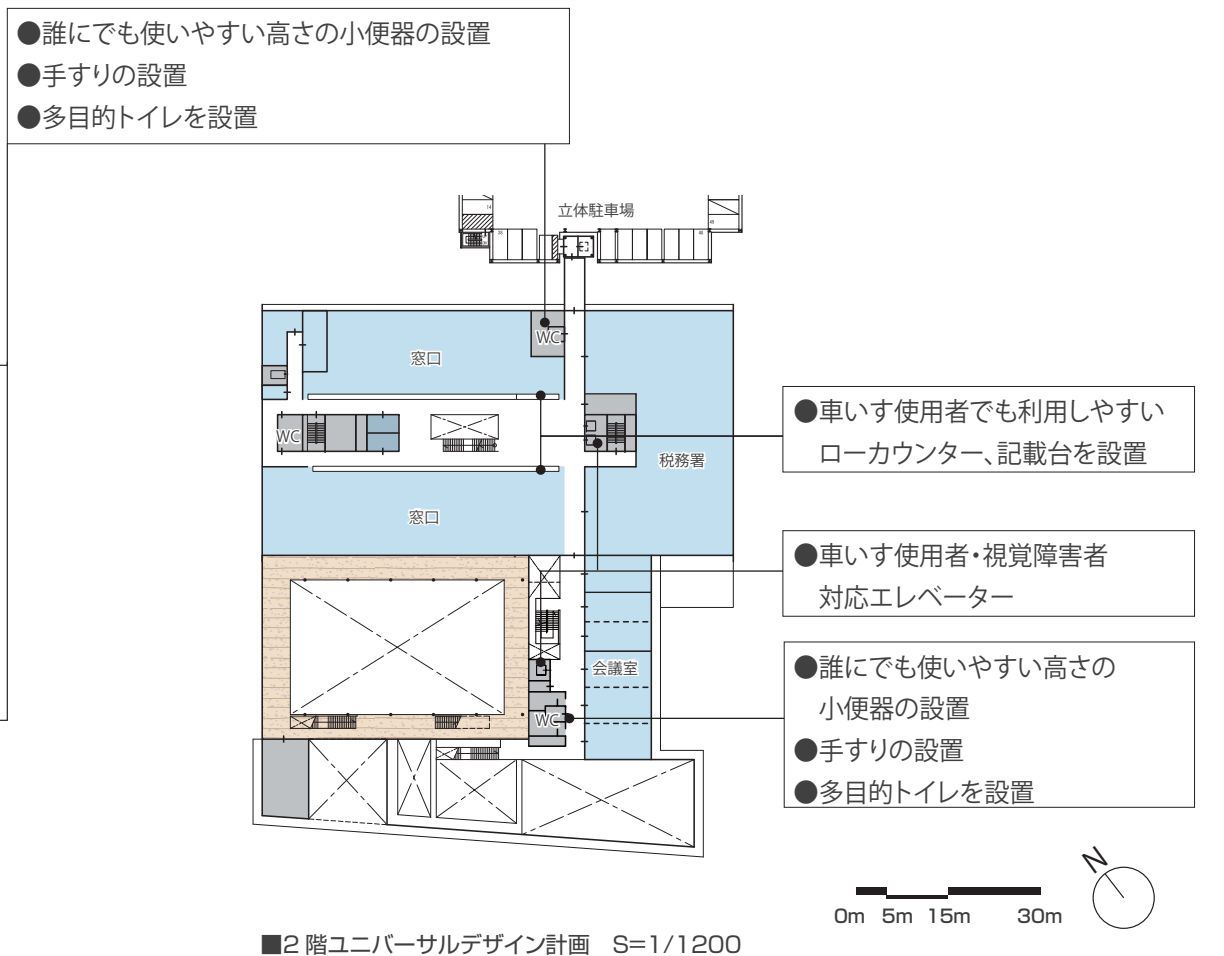 ●誰にでも使いやすい高さの小便器の設置
●手すりの設置
●多目的トイレを設置
立体駐車場
窓口
WC
WC
窓口
税務署
●車いす使用者でも利用しやすい
ローカウンター、記載台を設置
●車いす使用者・視覚障害者
対応エレベーター
会議室
WC
●誰にでも使いやすい高さの
小便器の設置
●手すりの設置
●多目的トイレを設置
N
0m 5m 15m 30m
■2 階ユニバーサルデザイン計画 S=1/1200